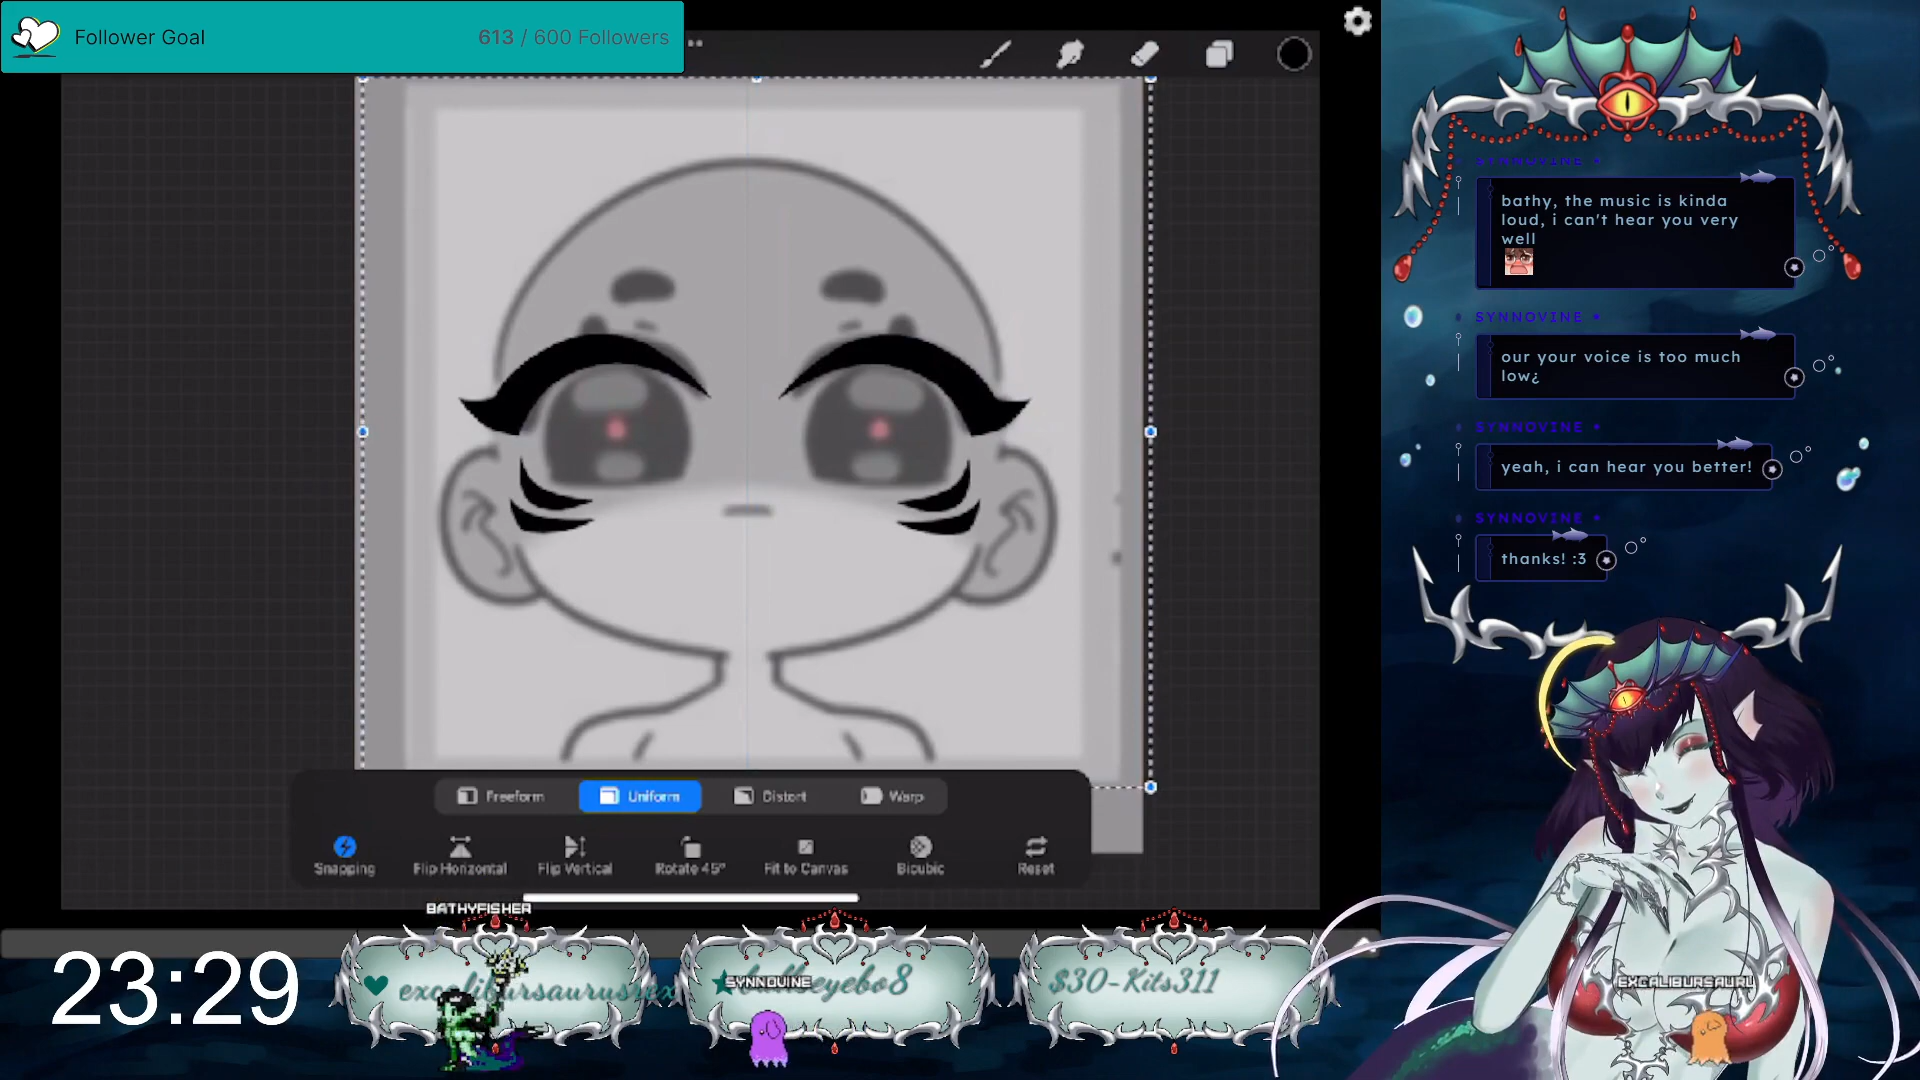 Follower Goal
613 / 600 Followers
SYNNOVINE
bathy, the music is kinda
loud, i can't hear you very
well
SYNNOVINE
our your voice is too much
low¿
SYNNOVINE
yeah, i can hear you better!
SYNNOVINE
thanks! :3
Freeform
Uniform
Distort
Warp
Snapping
Flip Horizontal
Flip Vertical
Rotate 45°
Fit to Canvas
Bicubic
Reset
BATHYFISHER
23:29
excalibursaurusrex
SYNNOVINE
$30-Kits311
EXCALIBURSAURU